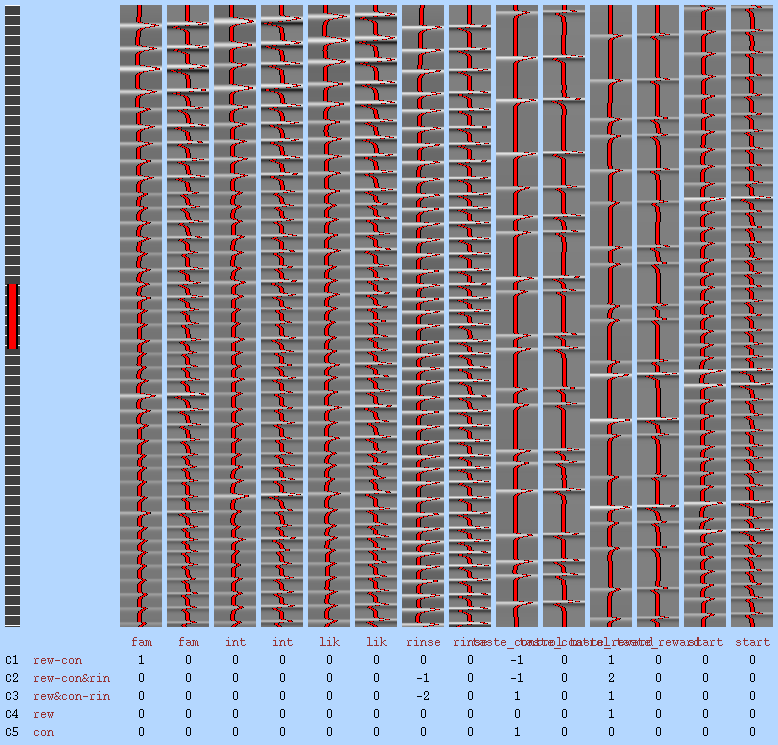 fam fam int int lik lik rinse taste_reward start start
C1 rew-con 1 0 0 0 0 0 0 0 -1 0 1 0 0 0
C2 rew-con&rin 0 0 0 0 0 0 -1 0 -1 0 2 0 0 0
C3 rew&con-rin 0 0 0 0 0 0 -2 0 1 0 1 0 0 0
C4 rew 0 0 0 0 0 0 0 0 0 0 1 0 0 0
C5 con 0 0 0 0 0 0 0 0 1 0 0 0 0 0